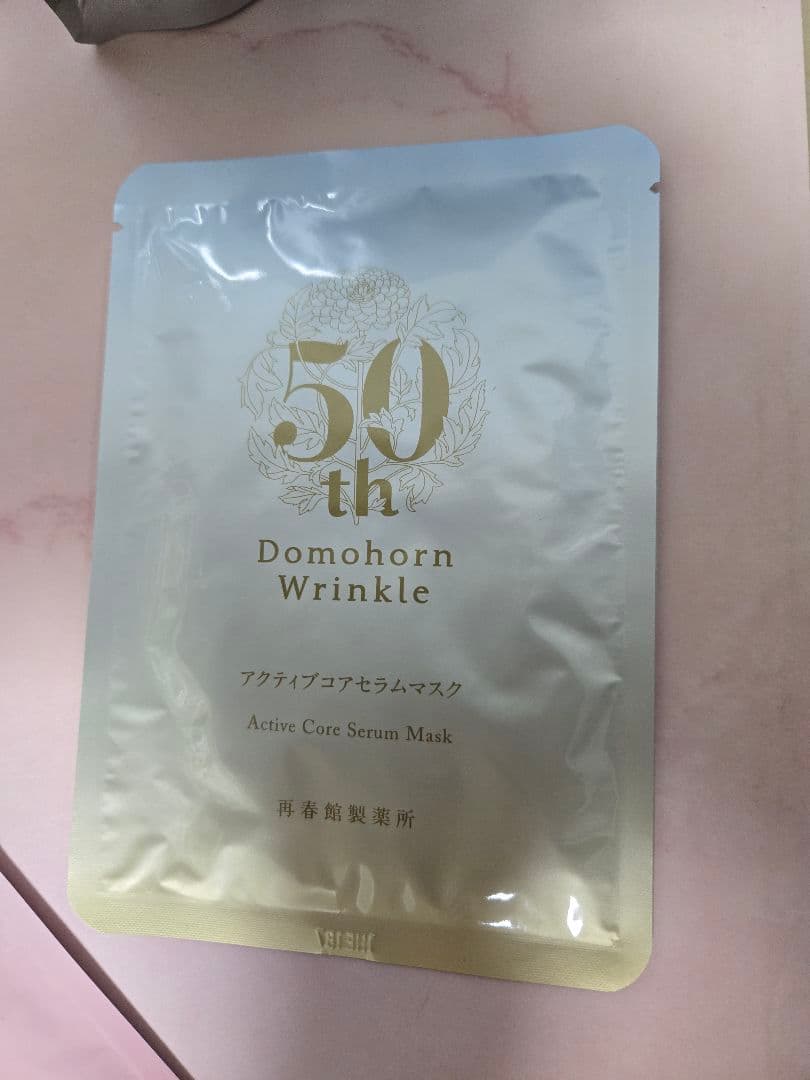 50
th
Domohorn
Wrinkle
アクティブコアセラムマスク
Active Core Serum Mask
再春館製薬所